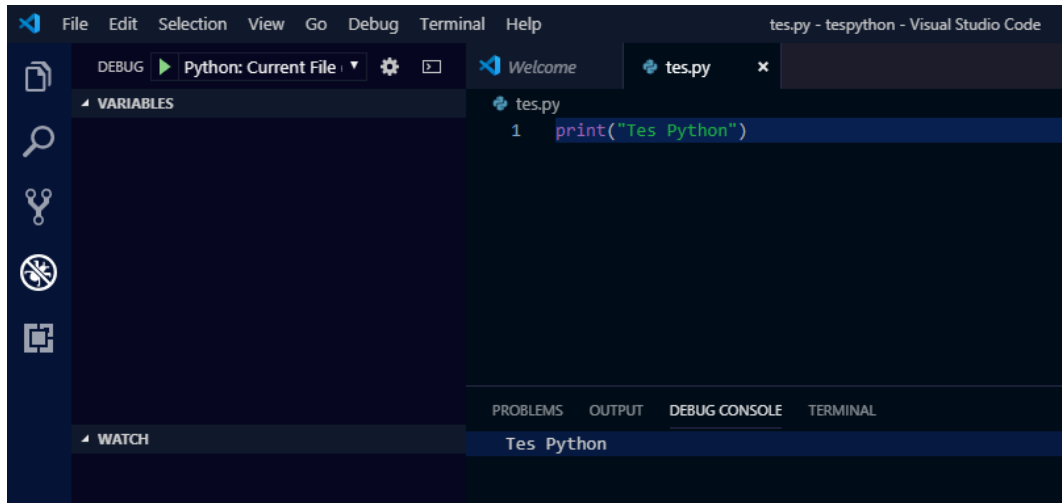 File Edit Selection View Go Debug Terminal Help tes.py - tespython - Visual Studio Code
DEBUG Python: Current File
Welcome tes.py
VARIABLES
tes.py
1 print("Tes Python")
PROBLEMS OUTPUT DEBUG CONSOLE TERMINAL
WATCH
Tes Python